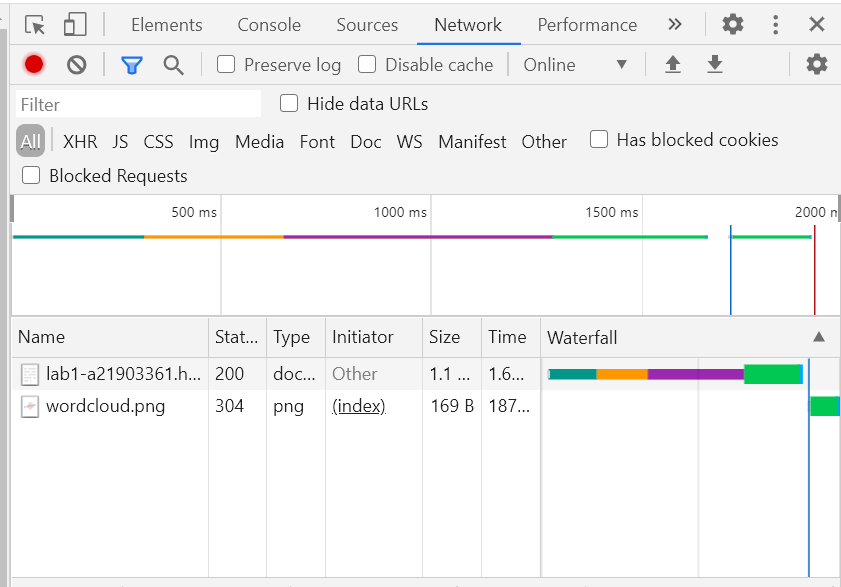 Elements Console Sources Network Performance »
Preserve log Disable cache Online
Filter Hide data URLs
All XHR JS CSS Img Media Font Doc WS Manifest Other Has blocked cookies
Blocked Requests
500 ms 1000 ms 1500 ms 2000 m
Name Stat... Type Initiator Size Time Waterfall
lab1-a21903361.h... 200 doc... Other 1.1 ... 1.6...
wordcloud.png 304 png (index) 169 B 187...